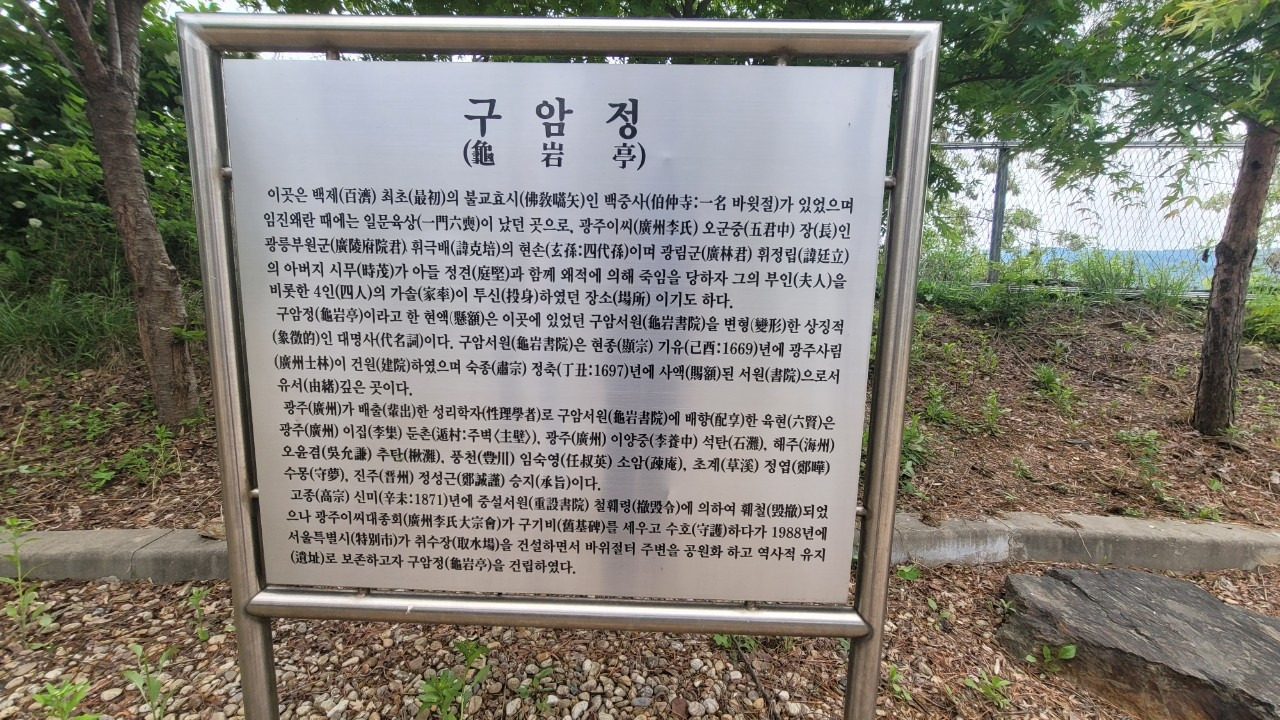 구 암 정
(龜 岩 亭)
이곳은 백제(百濟) 최초(最初)의 불교효시(佛敎嚆矢)인 백중사(伯仲寺:一名 바윗절)가 있었으며
임진왜란 때에는 일문육상(一門六喪)이 났던 곳으로, 광주이씨(廣州李氏) 오군중(五君中) 장(長)인
광릉부원군(廣陵府院君) 휘극배(諱克培)의 현손(玄孫:四代孫)이며 광림군(廣林君) 휘정립(諱廷立)
의 아버지 시무(時茂)가 아들 정견(庭堅)과 함께 왜적에 의해 죽임을 당하자 그의 부인(夫人)을
비롯한 4인(四人)의 가솔(家奉)이 투신(投身)하였던 장소(場所) 이기도 하다.
구암정(龜岩亭)이라고 한 현액(懸額)은 이곳에 있었던 구암서원(龜岩書院)을 변형(變形)한 상징적
(象徵的)인 대명사(代名詞)이다. 구암서원(龜岩書院)은 현종(顯宗) 기유(己酉:1669)년에 광주사림
(廣州士林)이 건원(建院)하였으며 숙종(肅宗) 정축(丁丑:1697)년에 사액(賜額)된 서원(書院)으로서
유서(由緖)깊은 곳이다.
광주(廣州)가 배출(輩出)한 성리학자(性理學者)로 구암서원(龜岩書院)에 배향(配享)한 육현(六賢)은
광주(廣州) 이집(李集) 둔촌(遁村:주벽〈主壁〉), 광주(廣州) 이양중(李養中) 석탄(石灘), 해주(海州)
오윤겸(吳允謙) 추탄(楸灘), 풍천(豊川) 임숙영(任叔英) 소암(疎庵), 초계(草溪) 정엽(鄭曄)
수몽(守夢), 진주(晋州) 정성근(鄭誠謹) 승지(承旨)이다.
고종(高宗) 신미(辛未:1871)년에 중설서원(重設書院) 철훼령(撤毁令)에 의하여 훼철(毁撤)되었
으나 광주이씨대종회(廣州李氏大宗會)가 구기비(舊基碑)를 세우고 수호(守護)하다가 1988년에
서울특별시(特別市)가 취수장(取水場)을 건설하면서 바위절터 주변을 공원화 하고 역사적 유지
(遺址)로 보존하고자 구암정(龜岩亭)을 건립하였다.